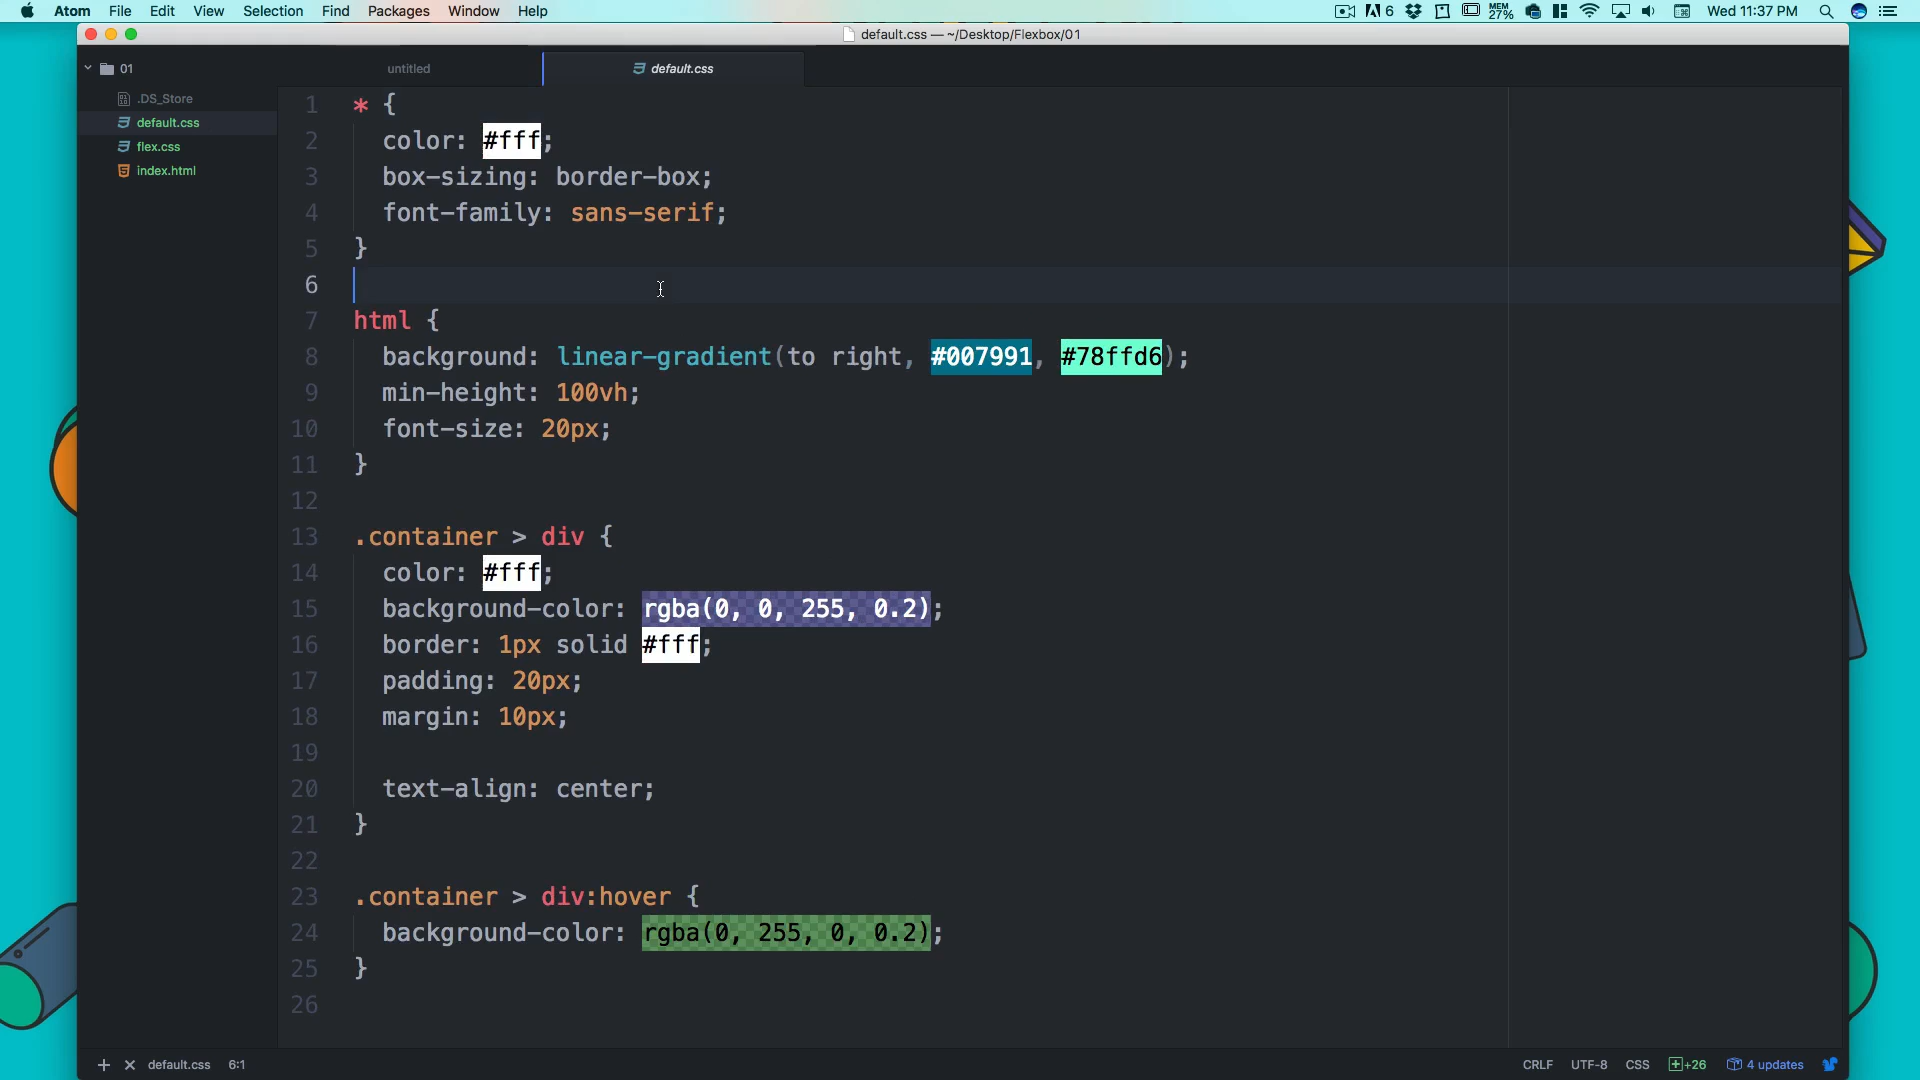 Atom File Edit View Selection Find Packages Window Help
6 MEM 27% Wed 11:37 PM
default.css — ~/Desktop/Flexbox/01
01
.DS_Store
default.css
flex.css
index.html
untitled
default.css
1 * {
2 color: #fff;
3 box-sizing: border-box;
4 font-family: sans-serif;
5 }
6
7 html {
8 background: linear-gradient(to right, #007991, #78ffd6);
9 min-height: 100vh;
10 font-size: 20px;
11 }
12
13 .container > div {
14 color: #fff;
15 background-color: rgba(0, 0, 255, 0.2);
16 border: 1px solid #fff;
17 padding: 20px;
18 margin: 10px;
19
20 text-align: center;
21 }
22
23 .container > div:hover {
24 background-color: rgba(0, 255, 0, 0.2);
25 }
26
default.css 6:1
CRLF UTF-8 CSS +26 4 updates